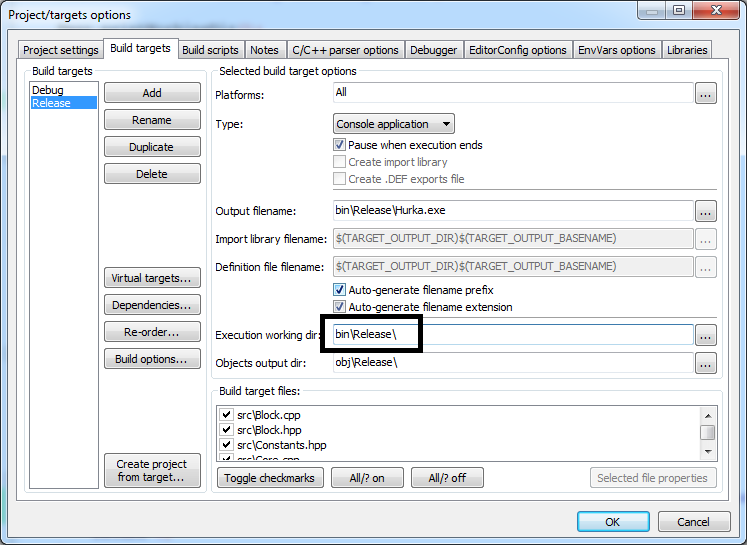 Project/targets options
Project settings
Build targets
Build scripts
Notes
C/C++ parser options
Debugger
EditorConfig options
EnvVars options
Libraries
Build targets
Debug
Release
Add
Rename
Duplicate
Delete
Virtual targets...
Dependencies...
Re-order...
Build options...
Create project
from target...
Selected build target options
Platforms:
All
...
Type:
Console application
Pause when execution ends
Create import library
Create .DEF exports file
Output filename:
bin\Release\Hurka.exe
...
Import library filename:
$(TARGET_OUTPUT_DIR)$(TARGET_OUTPUT_BASENAME)
...
Definition file filename:
$(TARGET_OUTPUT_DIR)$(TARGET_OUTPUT_BASENAME)
...
Auto-generate filename prefix
Auto-generate filename extension
Execution working dir:
bin\Release\
...
Objects output dir:
obj\Release\
...
Build target files:
src\Block.cpp
src\Block.hpp
src\Constants.hpp
src\Core.cpp
Toggle checkmarks
All/? on
All/? off
Selected file properties
OK
Cancel